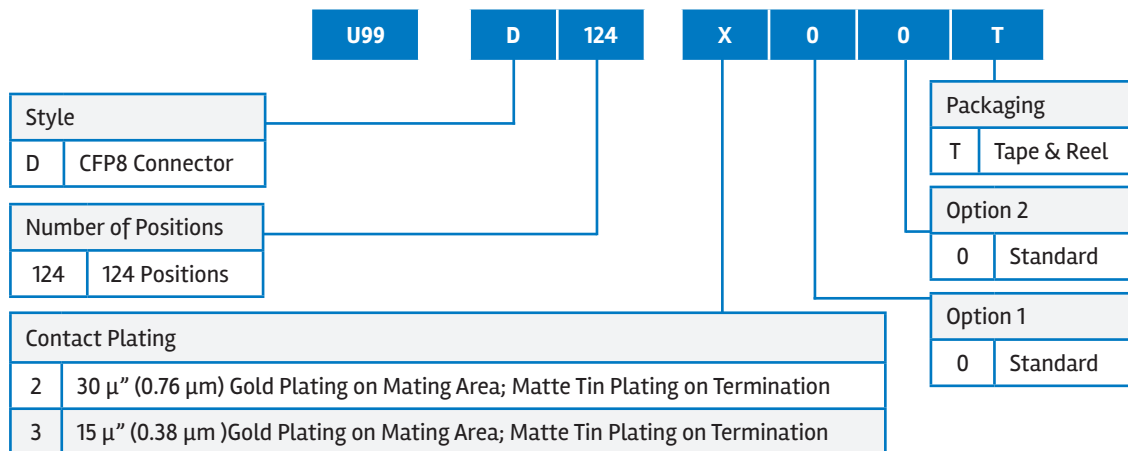 U99 D 124 X 0 0 T
Style
D CFP8 Connector
Number of Positions
124 124 Positions
Contact Plating
2 30 µ” (0.76 µm) Gold Plating on Mating Area; Matte Tin Plating on Termination
3 15 µ” (0.38 µm )Gold Plating on Mating Area; Matte Tin Plating on Termination
Packaging
T Tape & Reel
Option 2
0 Standard
Option 1
0 Standard